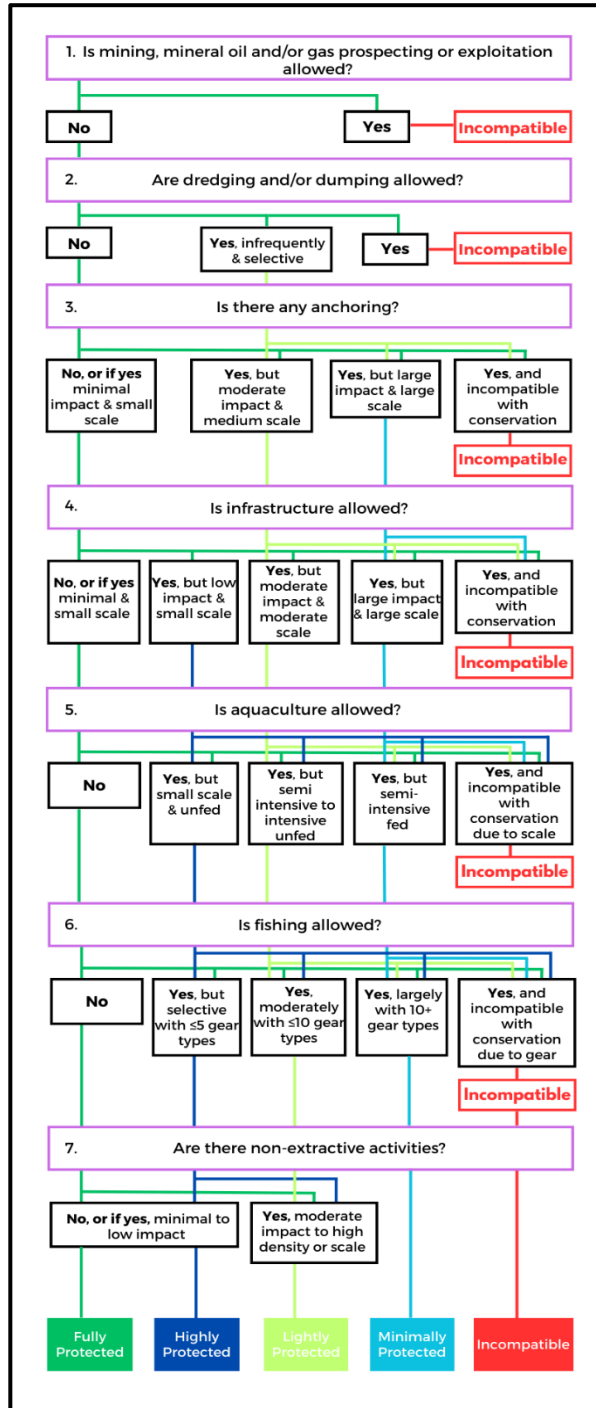 1. Is mining, mineral oil and/or gas prospecting or exploitation
allowed?
No
Yes
Incompatible
2. Are dredging and/or dumping allowed?
No
Yes, infrequently
& selective
Yes
Incompatible
3. Is there any anchoring?
No, or if yes
minimal
impact & small
scale
Yes, but
moderate
impact &
medium scale
Yes, but large
impact & large
scale
Yes, and
incompatible
with
conservation
Incompatible
4. Is infrastructure allowed?
No, or if yes
minimal &
small scale
Yes, but low
impact &
small scale
Yes, but
moderate
impact &
moderate
scale
Yes, but
large impact
& large scale
Yes, and
incompatible
with
conservation
Incompatible
5. Is aquaculture allowed?
No
Yes, but
small scale
& unfed
Yes, but
semi
intensive to
intensive
unfed
Yes, but
semi-
intensive
fed
Yes, and
incompatible
with
conservation
due to scale
Incompatible
6. Is fishing allowed?
No
Yes, but
selective
with ≤5 gear
types
Yes,
moderately
with ≤10 gear
types
Yes, largely
with 10+
gear types
Yes, and
incompatible
with
conservation
due to gear
Incompatible
7. Are there non-extractive activities?
No, or if yes, minimal to
low impact
Yes, moderate
impact to high
density or scale
Fully
Protected
Highly
Protected
Lightly
Protected
Minimally
Protected
Incompatible